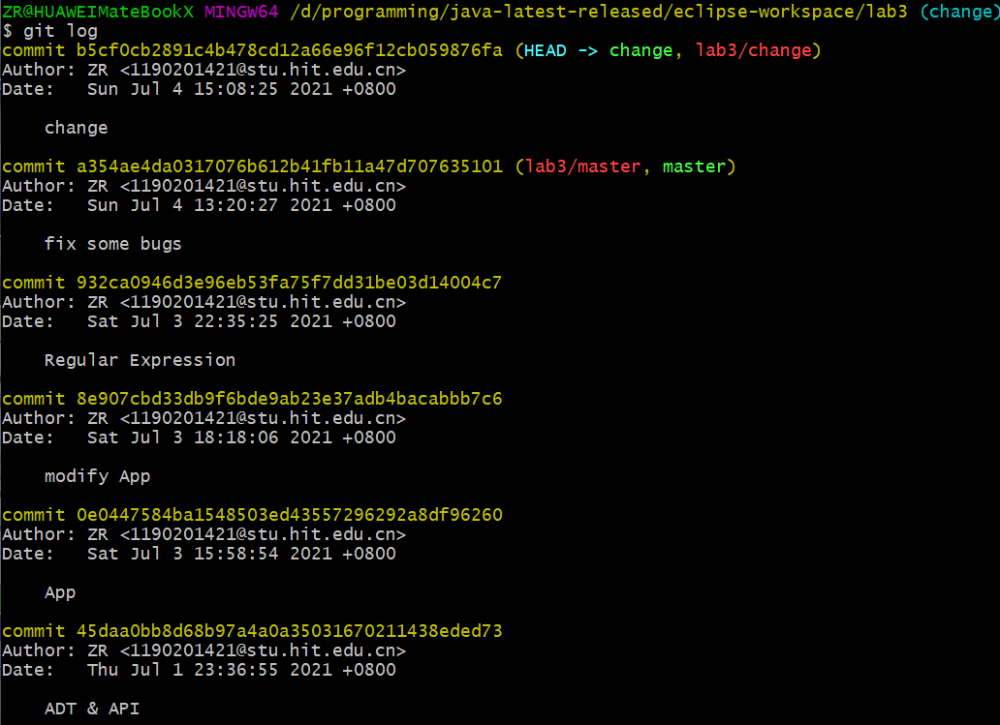 ZR@HUAWEIMateBookX MINGW64 /d/programming/java-latest-released/eclipse-workspace/lab3 (change)
$ git log
commit b5cf0cb2891c4b478cd12a66e96f12cb059876fa (HEAD -> change, lab3/change)
Author: ZR <1190201421@stu.hit.edu.cn>
Date:   Sun Jul 4 15:08:25 2021 +0800
change
commit a354ae4da0317076b612b41fb11a47d707635101 (lab3/master, master)
Author: ZR <1190201421@stu.hit.edu.cn>
Date:   Sun Jul 4 13:20:27 2021 +0800
fix some bugs
commit 932ca0946d3e96eb53fa75f7dd31be03d14004c7
Author: ZR <1190201421@stu.hit.edu.cn>
Date:   Sat Jul 3 22:35:25 2021 +0800
Regular Expression
commit 8e907cbd33db9f6bde9ab23e37adb4bacabbb7c6
Author: ZR <1190201421@stu.hit.edu.cn>
Date:   Sat Jul 3 18:18:06 2021 +0800
modify App
commit 0e0447584ba1548503ed43557296292a8df96260
Author: ZR <1190201421@stu.hit.edu.cn>
Date:   Sat Jul 3 15:58:54 2021 +0800
App
commit 45daa0bb8d68b97a4a0a35031670211438eded73
Author: ZR <1190201421@stu.hit.edu.cn>
Date:   Thu Jul 1 23:36:55 2021 +0800
ADT & API